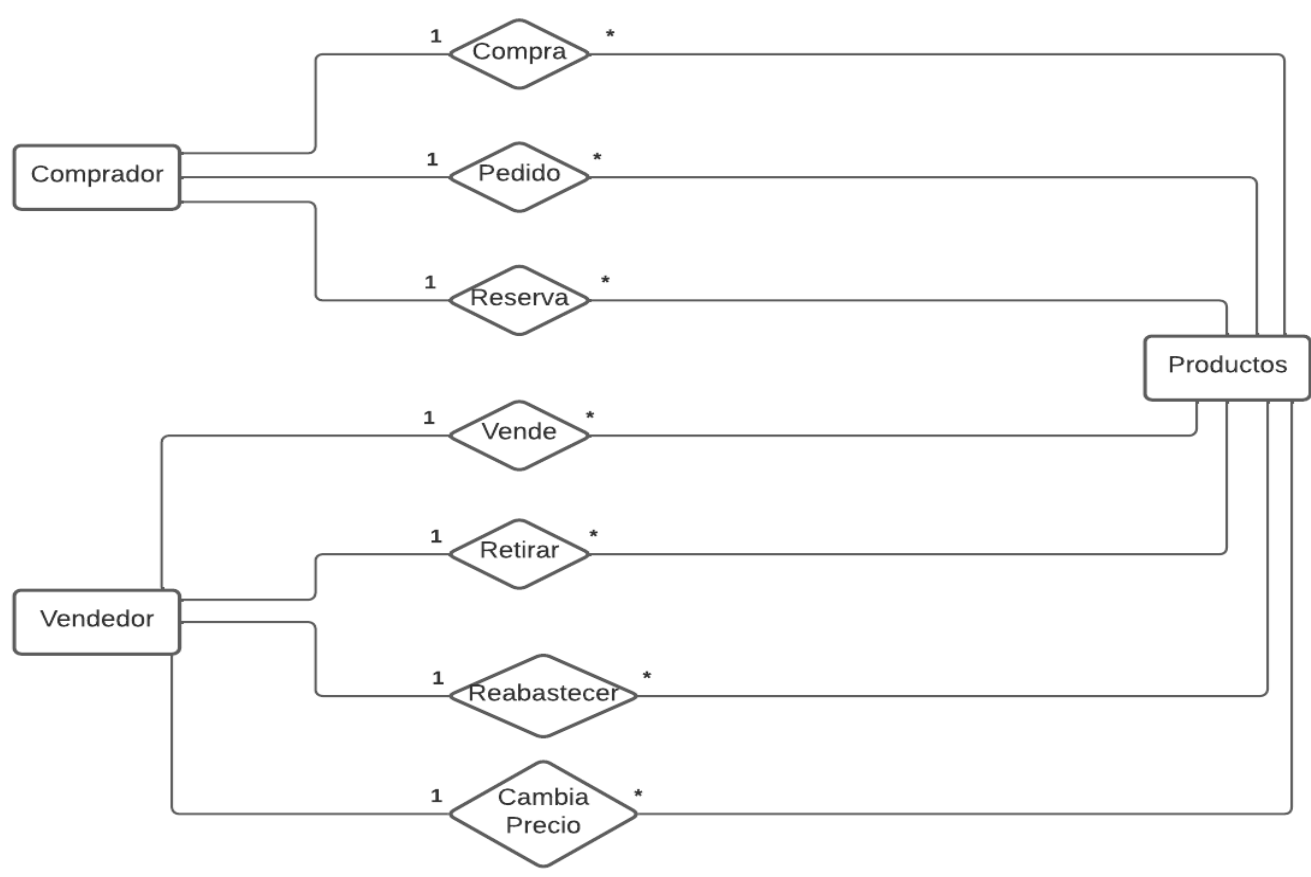 1
Compra
*
Comprador
1
Pedido
*
1
Reserva
*
Productos
1
Vende
*
1
Retirar
*
Vendedor
1
Reabastecer
*
1
Cambia
Precio
*